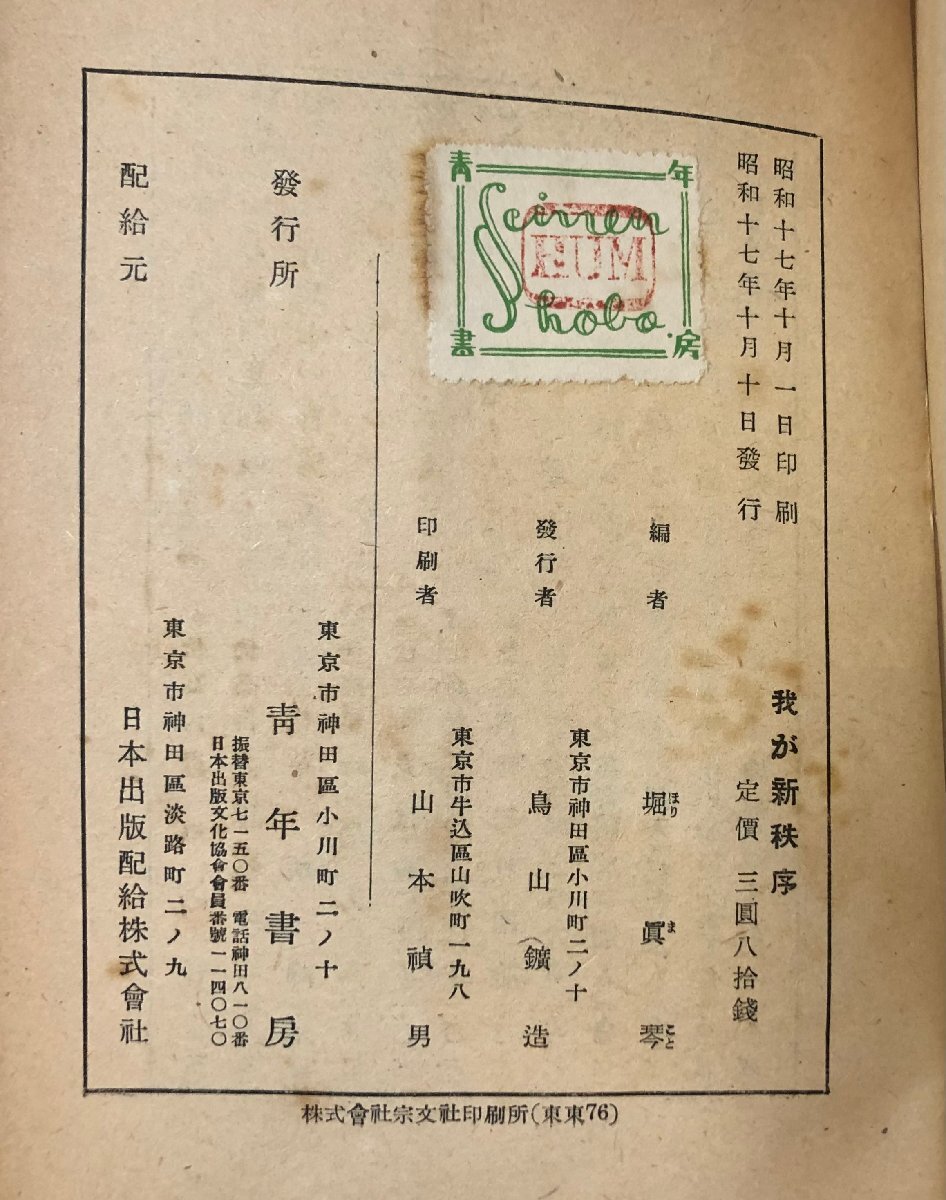 昭和十七年十月一日印刷
昭和十七年十月十日發行
我が新秩序
定價 三圓八拾錢
靑年書房
Seinen
Shobo
HUM
編者
堀眞琴
ほりまこと
發行者
東京市神田區小川町二ノ十
鳥山鑛造
印刷者
東京市牛込區山吹町一九八
山本禎男
發行所
東京市神田區小川町二ノ十
靑年書房
振替東京七一五〇番 電話神田八一〇番
日本出版文化協會會員番號一一四〇七〇
配給元
東京市神田區淡路町二ノ九
日本出版配給株式會社
株式會社宗文社印刷所(東東76)